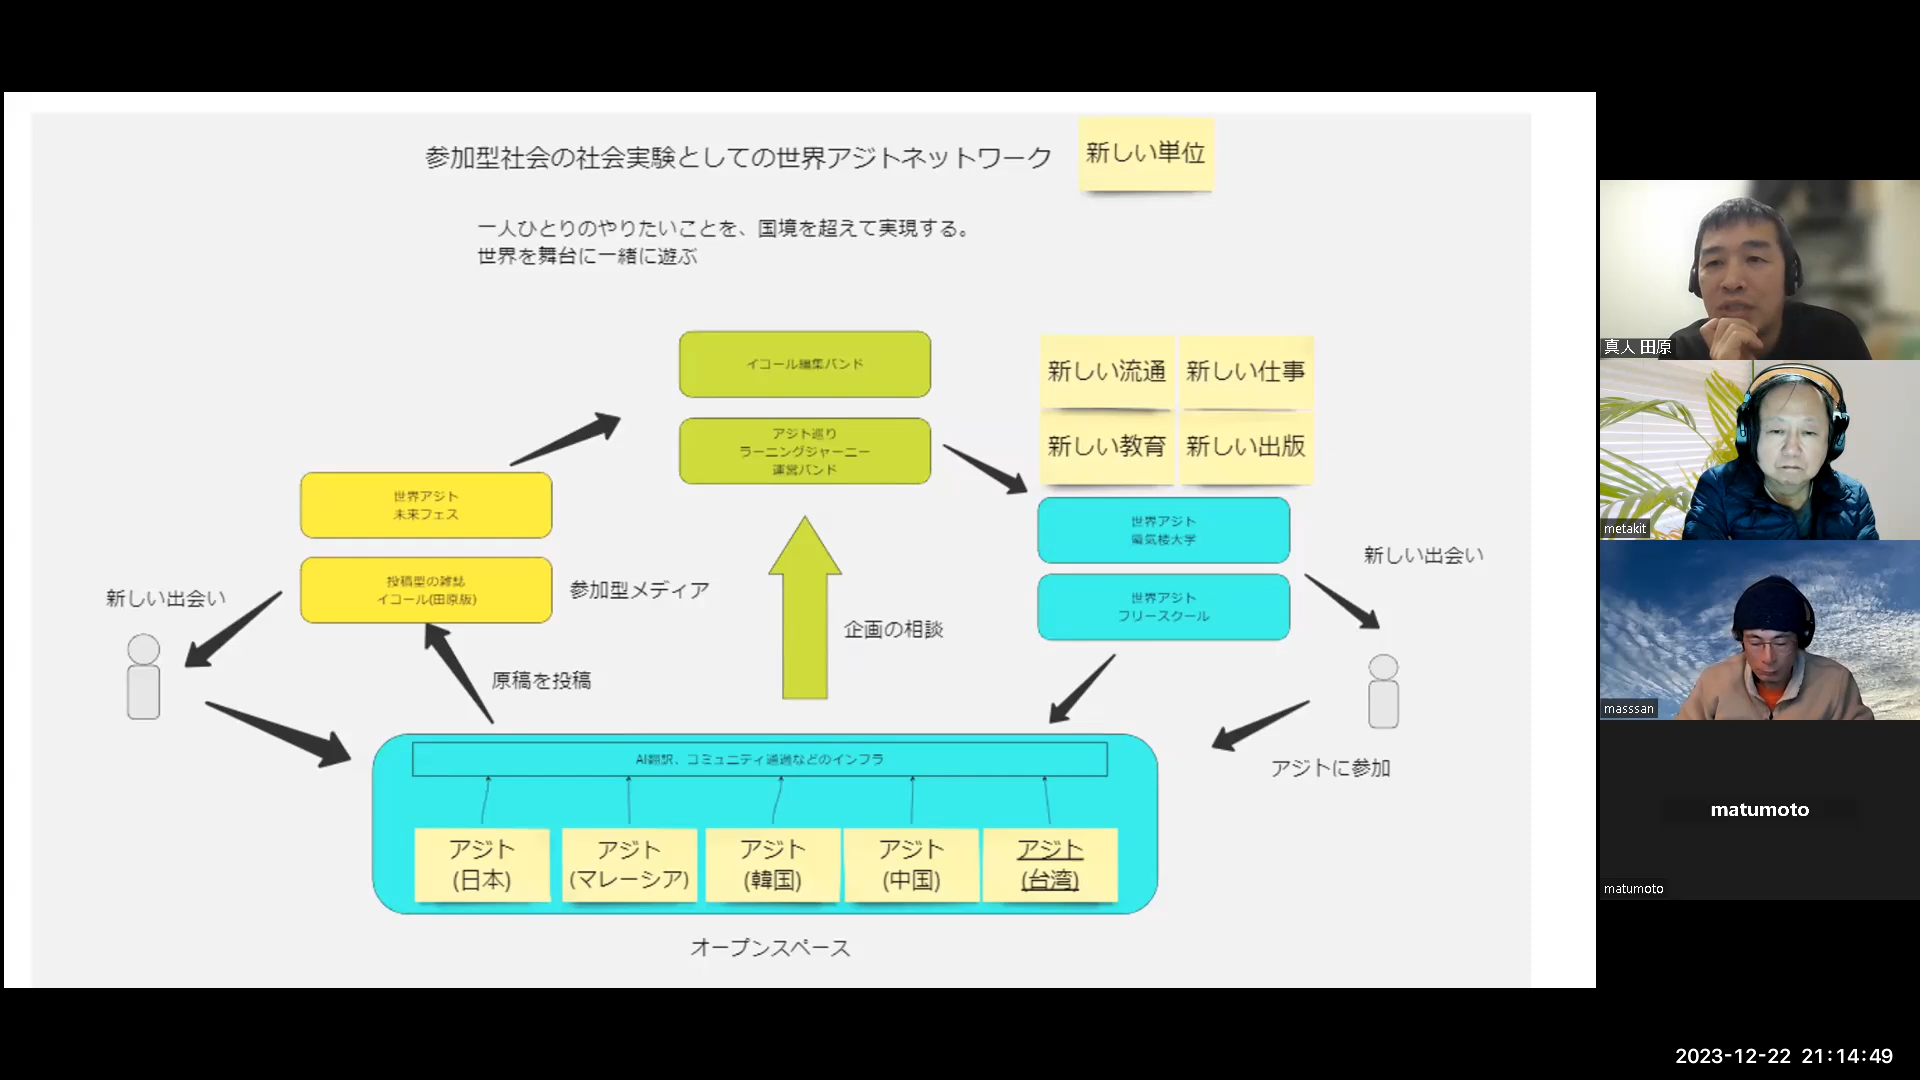 参加型社会の社会実験としての世界アジトネットワーク
新しい単位
一人ひとりのやりたいことを、国境を超えて実現する。
世界を舞台に一緒に遊ぶ
イコール編集バンド
アジト巡り
ラーニングジャーニー
運営バンド
新しい流通
新しい仕事
新しい教育
新しい出版
世界アジト
未来フェス
投稿型の雑誌
イコール(田原版)
参加型メディア
世界アジト
蜃気楼大学
世界アジト
フリースクール
新しい出会い
新しい出会い
企画の相談
原稿を投稿
アジトに参加
AI翻訳、コミュニティ通過などのインフラ
アジト
(日本)
アジト
(マレーシア)
アジト
(韓国)
アジト
(中国)
アジト
(台湾)
オープンスペース
真人 田原
metakit
masssan
matumoto
matumoto
2023-12-22 21:14:49